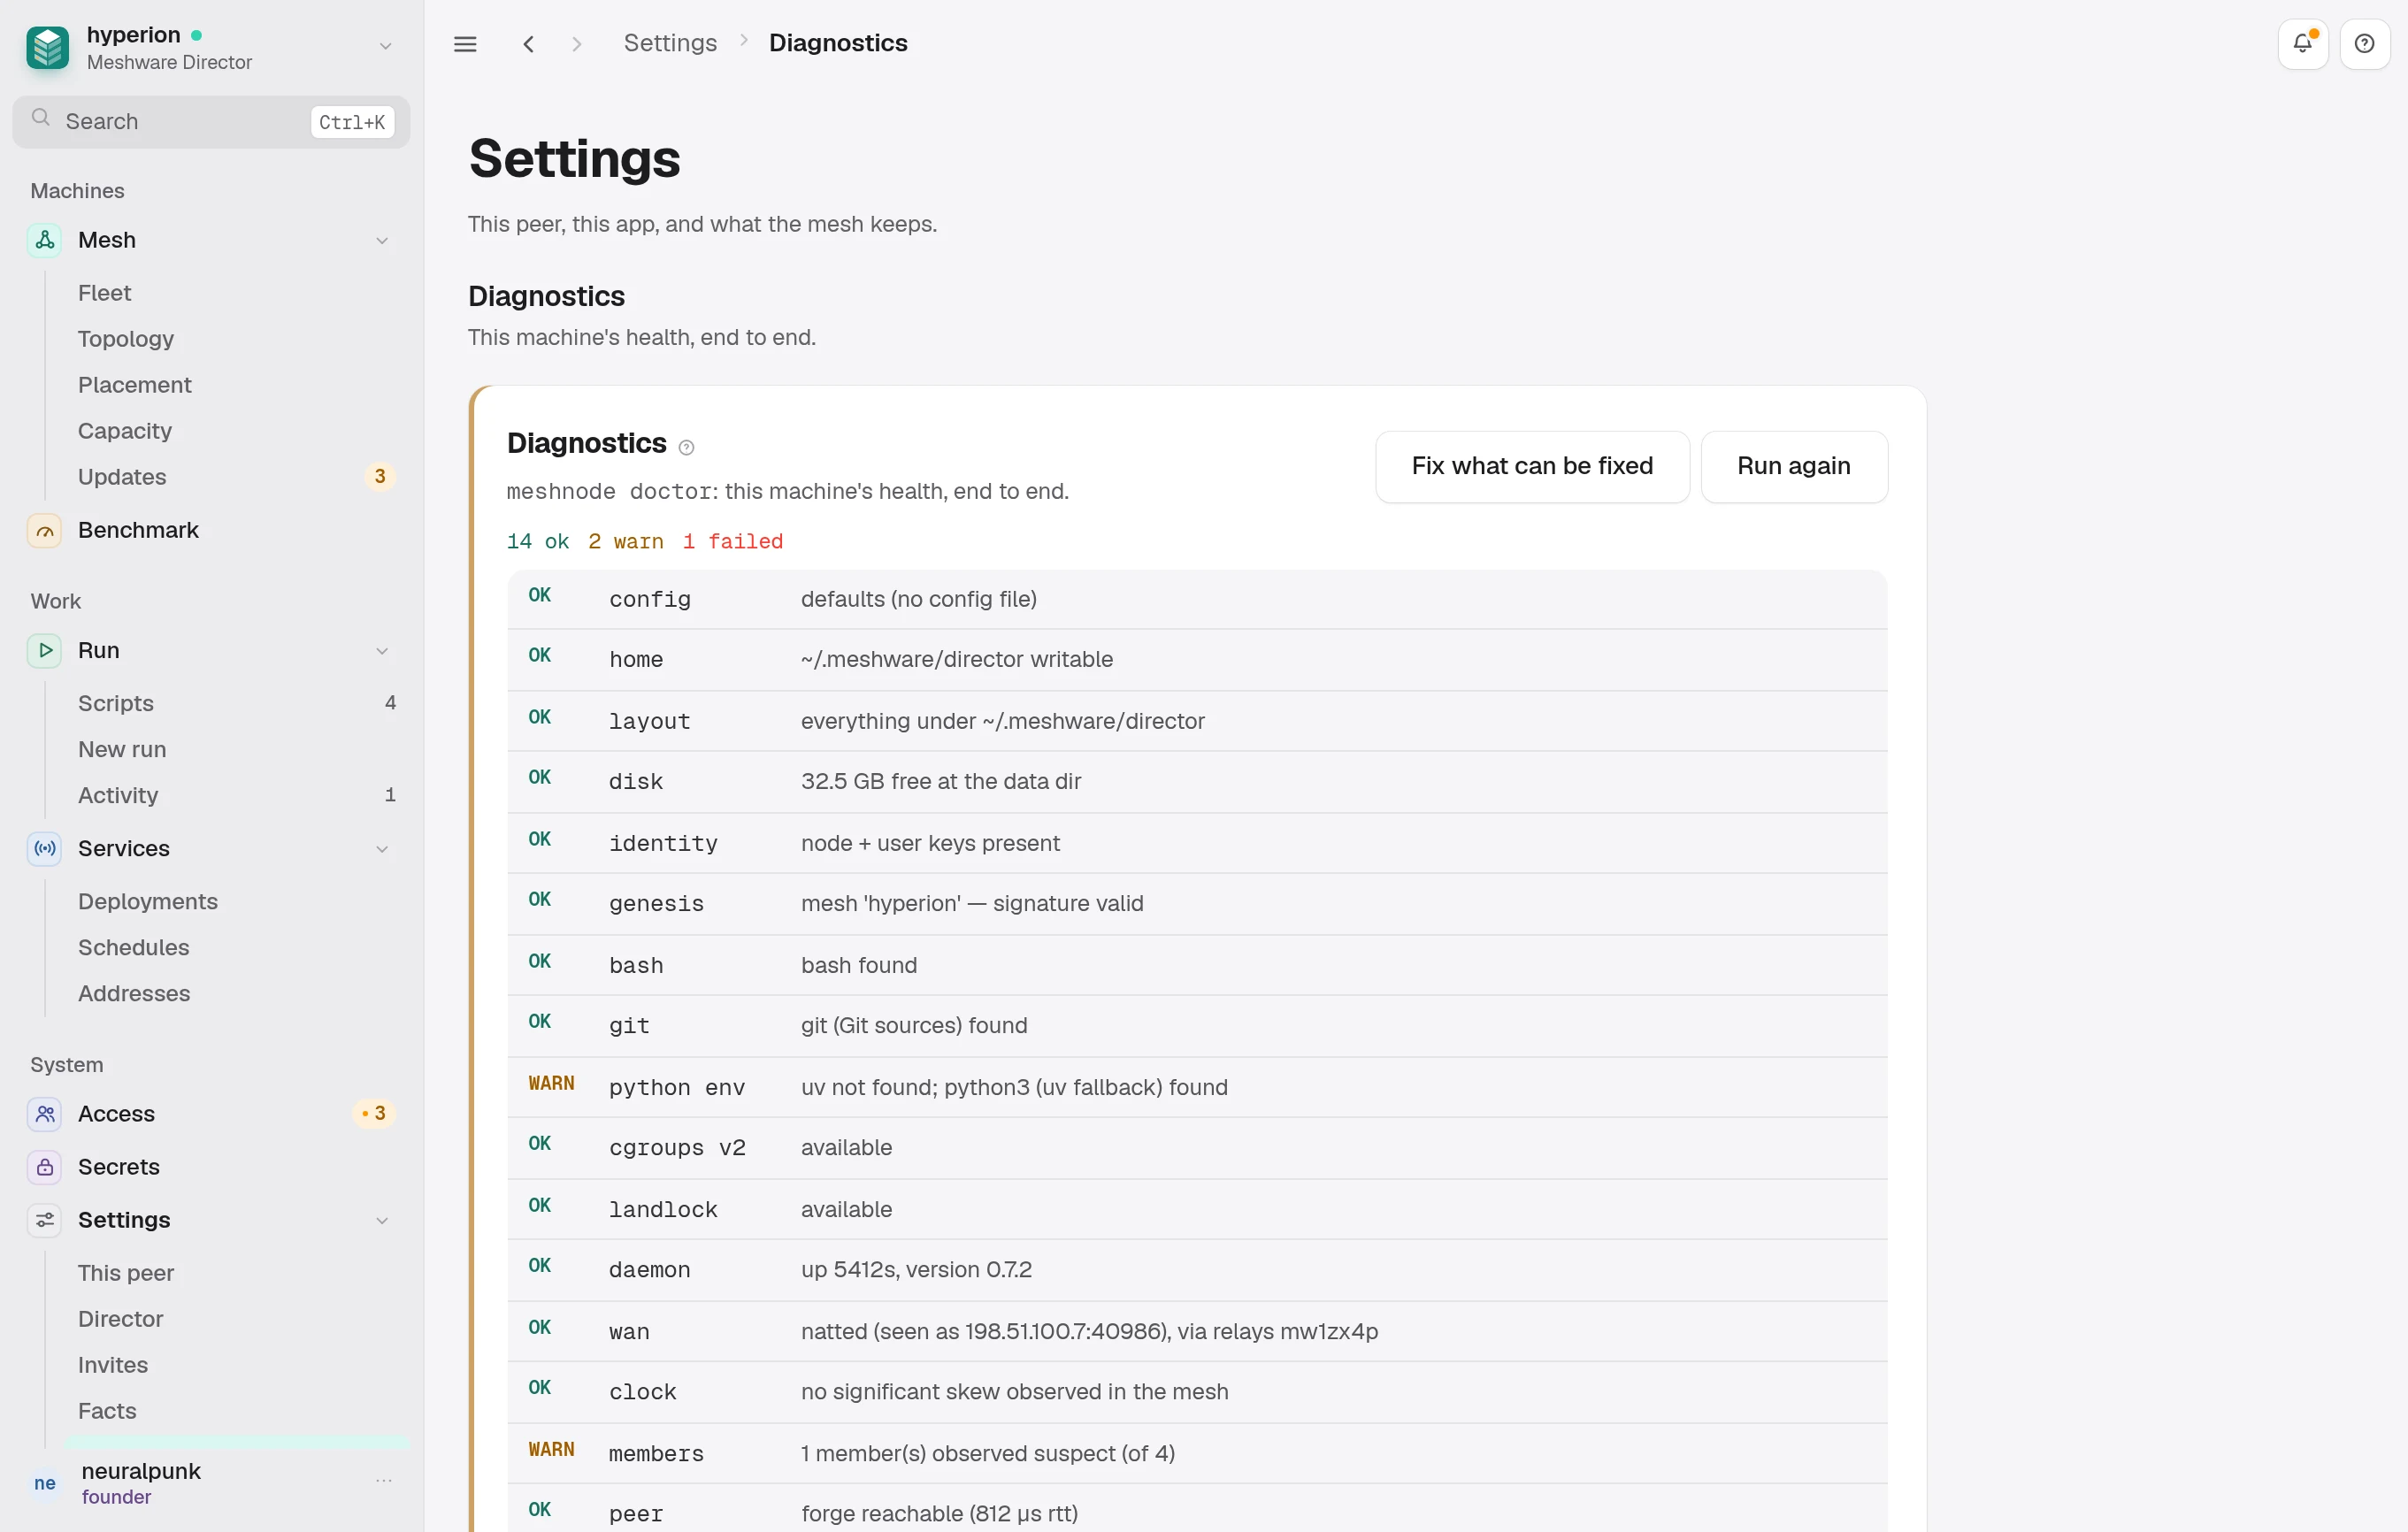 hyperion
Meshware Director
Search
Ctrl+K
Machines
Mesh
Fleet
Topology
Placement
Capacity
Updates 3
Benchmark
Work
Run
Scripts 4
New run
Activity 1
Services
Deployments
Schedules
Addresses
System
Access 3
Secrets
Settings
This peer
Director
Invites
Facts
ne
neuralpunk
founder
Settings > Diagnostics
Settings
This peer, this app, and what the mesh keeps.
Diagnostics
This machine's health, end to end.
Diagnostics
meshnode doctor: this machine's health, end to end.
Fix what can be fixed
Run again
14 ok 2 warn 1 failed
OK config defaults (no config file)
OK home ~/.meshware/director writable
OK layout everything under ~/.meshware/director
OK disk 32.5 GB free at the data dir
OK identity node + user keys present
OK genesis mesh 'hyperion' — signature valid
OK bash bash found
OK git git (Git sources) found
WARN python env uv not found; python3 (uv fallback) found
OK cgroups v2 available
OK landlock available
OK daemon up 5412s, version 0.7.2
OK wan natted (seen as 198.51.100.7:40986), via relays mw1zx4p
OK clock no significant skew observed in the mesh
WARN members 1 member(s) observed suspect (of 4)
OK peer forge reachable (812 µs rtt)